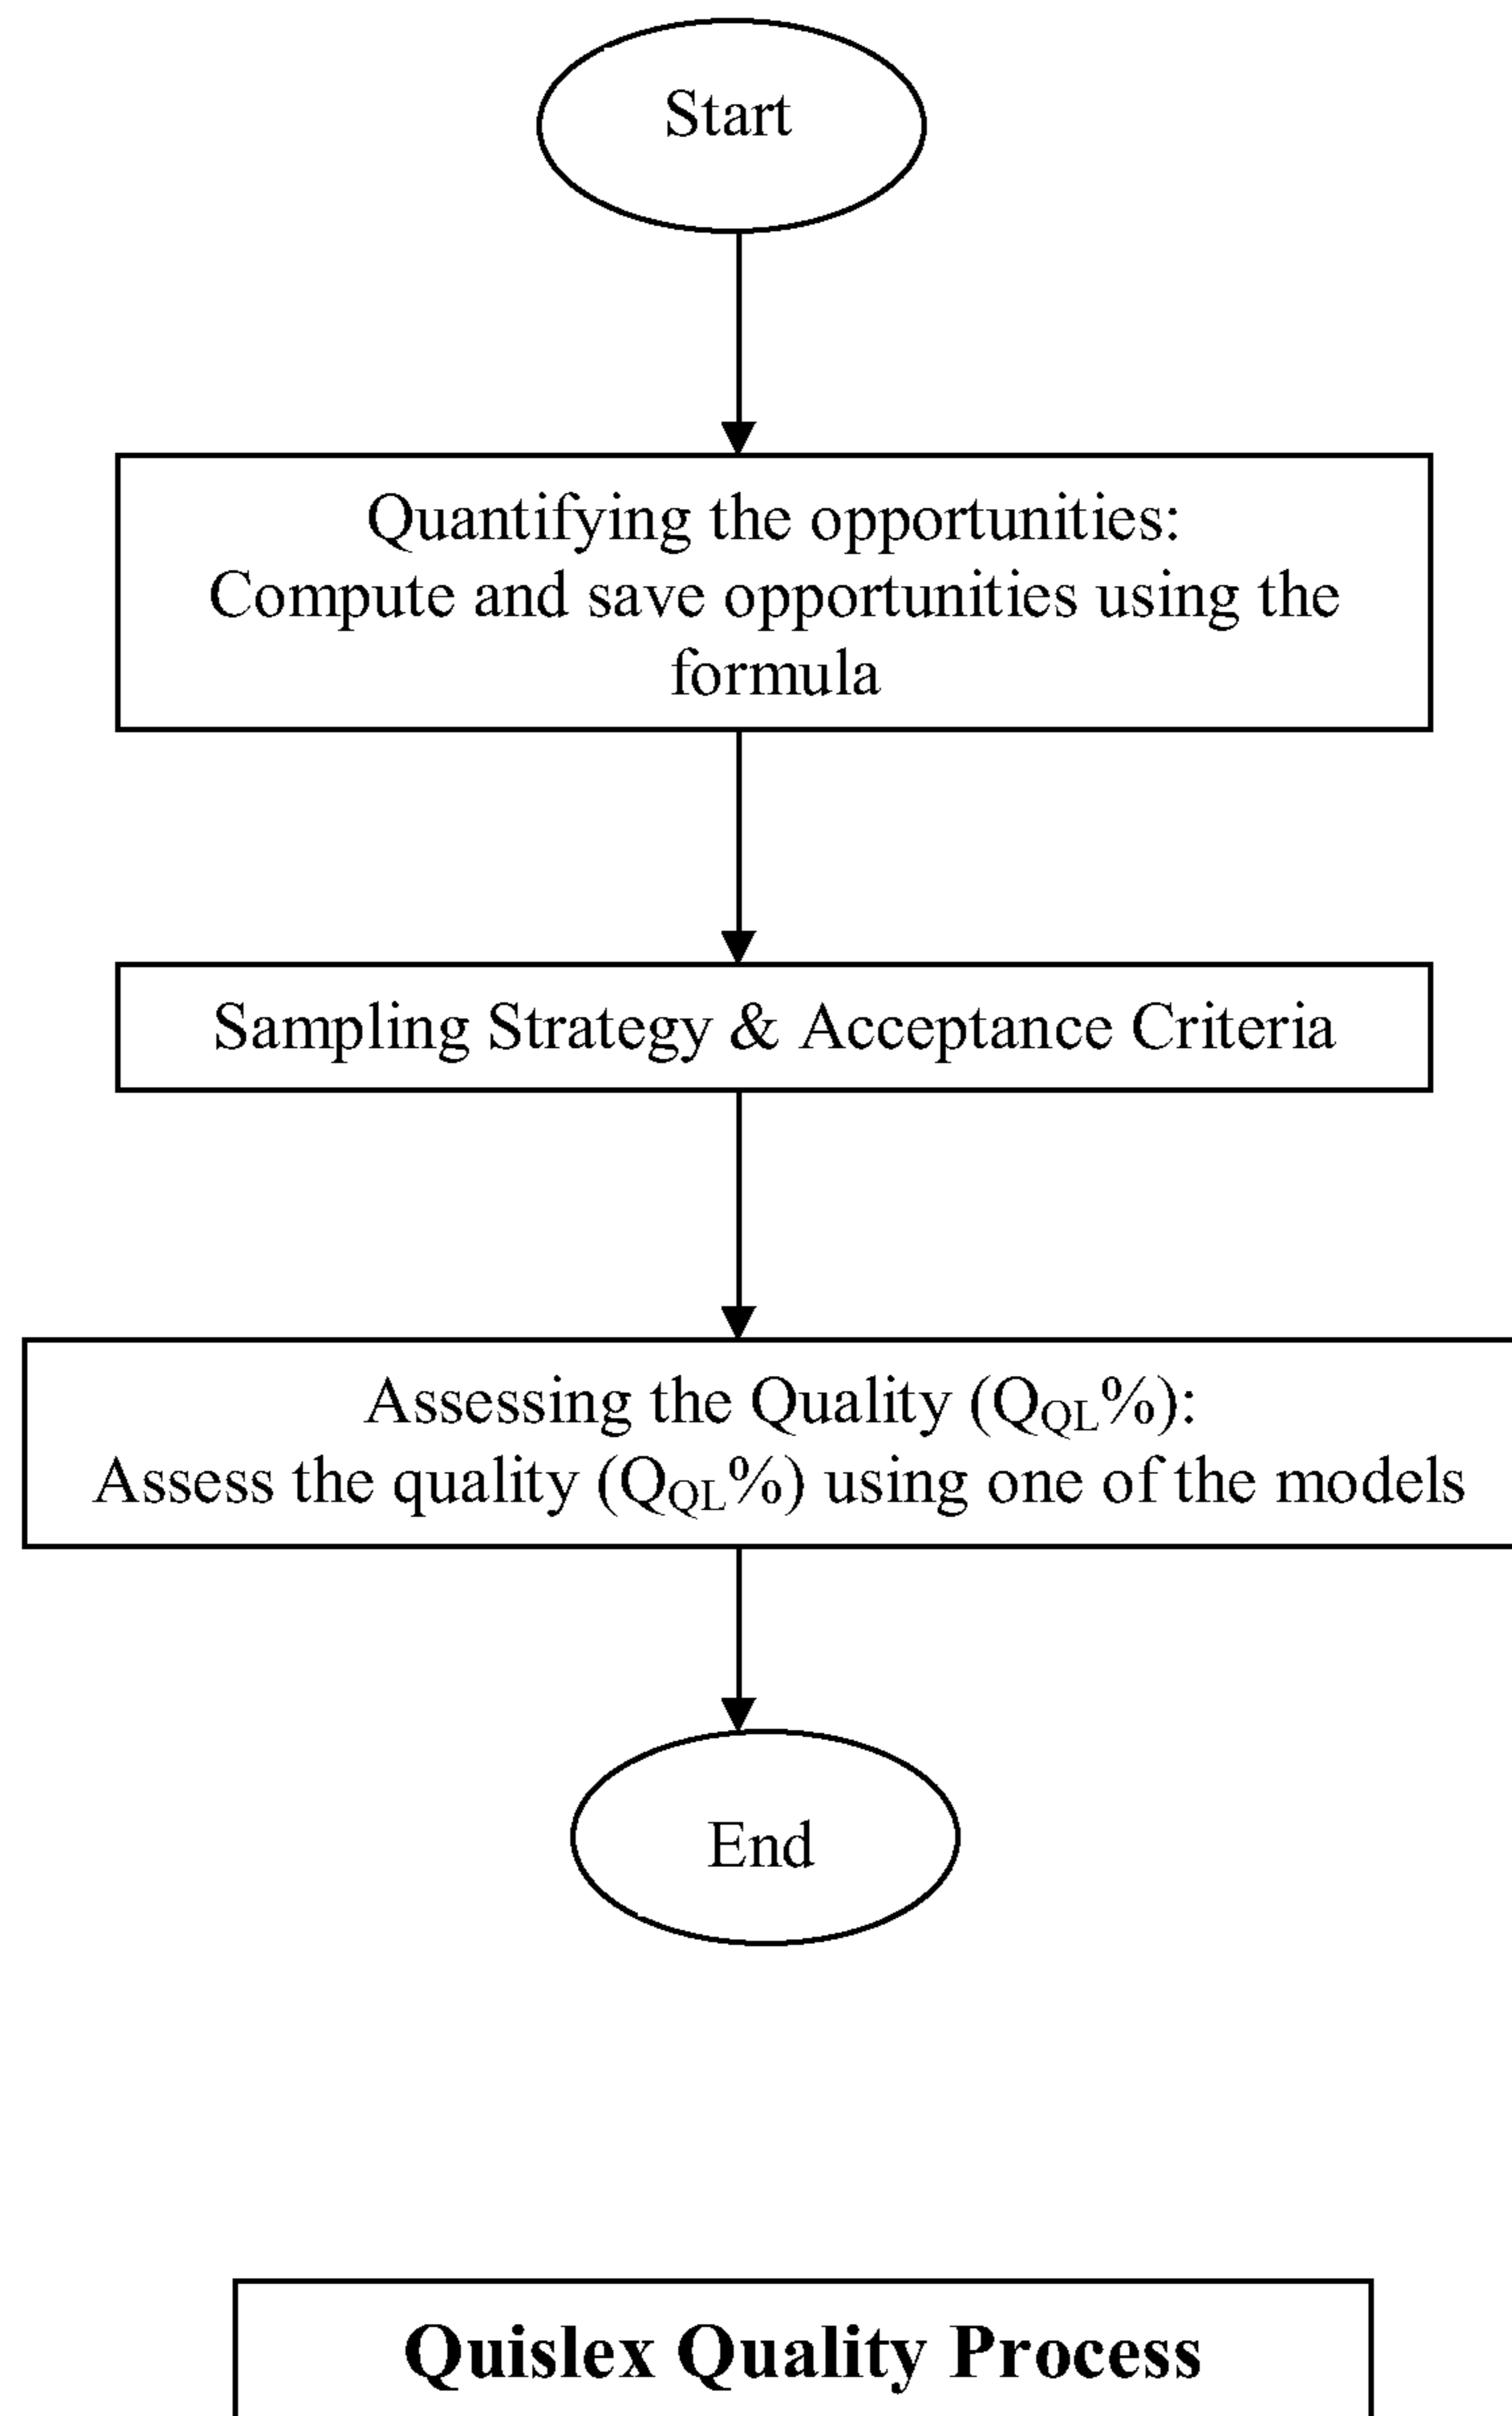 Start
Quantifying the opportunities:
Compute and save opportunities using the
formula
Sampling Strategy & Acceptance Criteria
Assessing the Quality (QQL%):
Assess the quality (QQL%) using one of the models
End
Quislex Quality Process